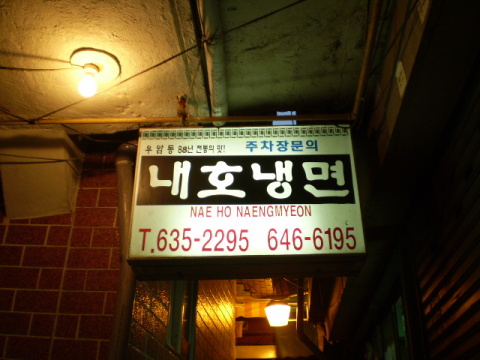 우암동 88년 전통의 맛! 주차장문의
내호냉면
NAE HO NAENGMYEON
T.635-2295 646-6195